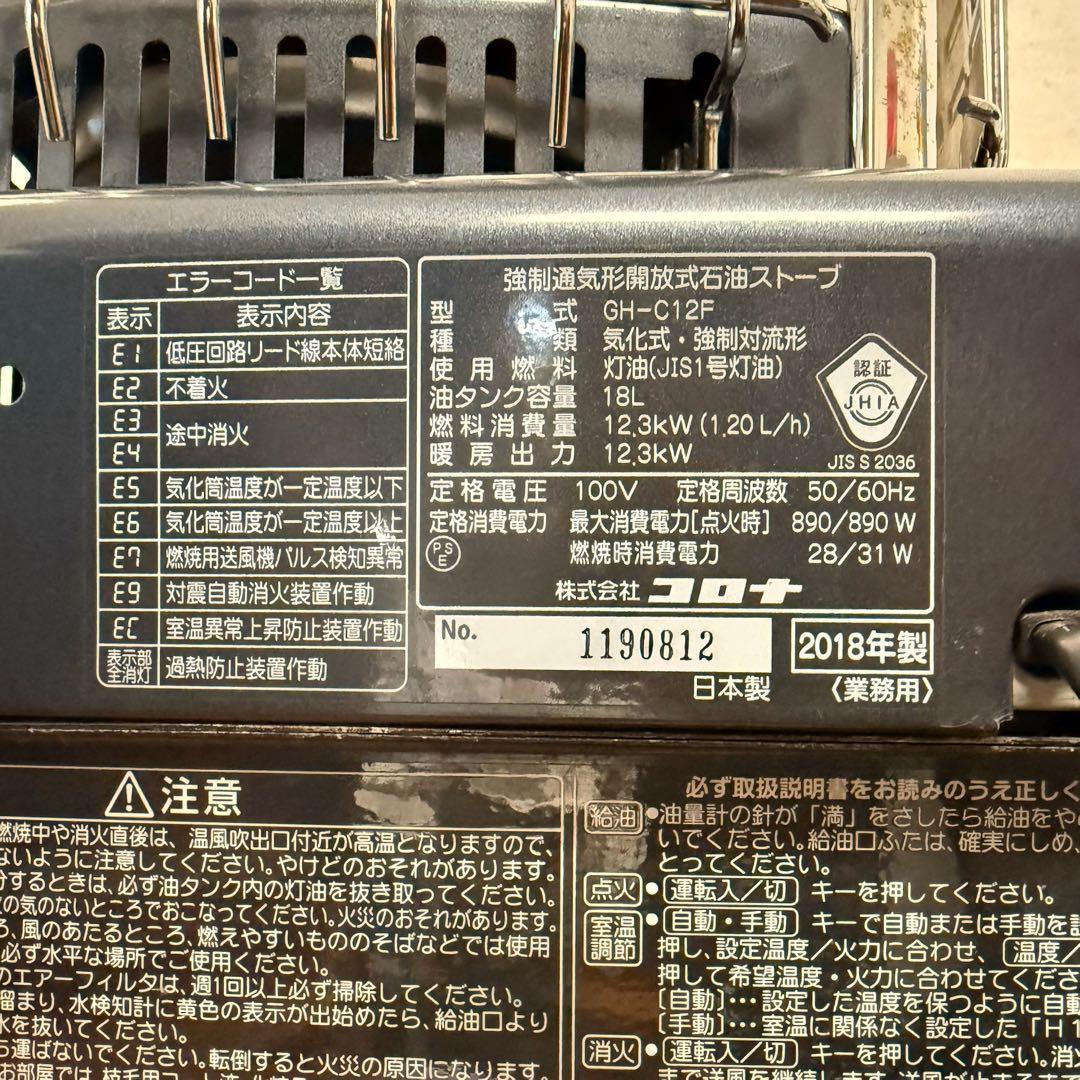 エラーコード一覧
表示 表示内容
E1 低圧回路リード線本体短絡
E2 不着火
E3
E4 途中消火
E5 気化筒温度が一定温度以下
E6 気化筒温度が一定温度以上
E7 燃焼用送風機パルス検知異常
E9 対震自動消火装置作動
EC 室温異常上昇防止装置作動
表示部
全消灯 過熱防止装置作動
強制通気形開放式石油ストーブ
型式 GH-C12F
種類 気化式・強制対流形
使用燃料 灯油(JIS1号灯油)
油タンク容量 18L
燃料消費量 12.3kW(1.20L/h)
暖房出力 12.3kW
認証
JHIA
JIS S 2036
定格電圧 100V 定格周波数 50/60Hz
定格消費電力 最大消費電力[点火時] 890/890W
燃焼時消費電力 28/31W
PSE
株式会社 コロナ
No. 1190812
2018年製
日本製 〈業務用〉
注意
燃焼中や消火直後は、温風吹出口付近が高温となりますので、
ないように注意してください。やけどのおそれがあります。
分するときは、必ず油タンク内の灯油を抜き取ってください。
の気のないところでおこなってください。火災のおそれがあります。
ろ、風のあたるところ、燃えやすいもののそばなどでは使用
必ず水平な場所でご使用ください。
のエアーフィルタは、週1回以上必ず掃除してください。
溜まり、水検知計に黄色の表示が出始めたら、給油口より
水を抜いてください。
ら運ばないでください。転倒すると火災の原因になります。
お部屋では、
必ず取扱説明書をお読みのうえ正しく
給油 ●油量計の針が「満」をさしたら給油をや
いてください。給油口ふたは、確実にしめ、
とってください。
点火 ●運転入/切 キーを押してください。
室温調節 ●自動・手動 キーで自動または手動を
押し、設定温度/火力に合わせ、温度/
押して希望温度・火力に合わせてくださ
[自動]…設定した温度を保つように自動
[手動]…室温に関係なく設定した「H1
消火 ●運転入/切 キーを押してください。消
まで送風を継続します。送風が止まるまで